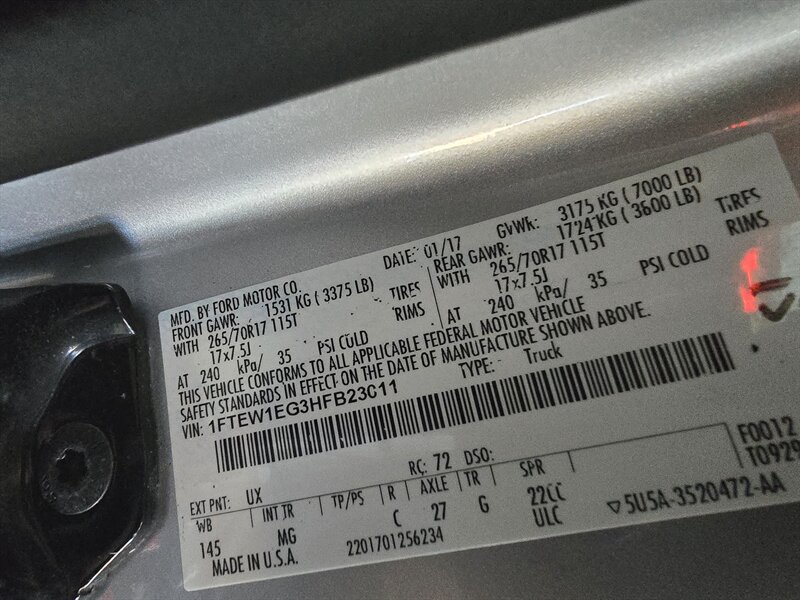 MFD. BY FORD MOTOR CO.
DATE: 01/17 GVWR: 3175 KG ( 7000 LB)
FRONT GAWR: 1531 KG ( 3375 LB) REAR GAWR: 1724 KG ( 3600 LB)
WITH 265/70R17 115T TIRES WITH 265/70R17 115T TIRES
17x7.5J RIMS 17x7.5J RIMS
AT 240 kPa/ 35 PSI COLD AT 240 kPa/ 35 PSI COLD
THIS VEHICLE CONFORMS TO ALL APPLICABLE FEDERAL MOTOR VEHICLE
SAFETY STANDARDS IN EFFECT ON THE DATE OF MANUFACTURE SHOWN ABOVE.
VIN: 1FTEW1EG3HFB23011 TYPE: Truck
F0012
EXT PNT: UX RC: 72 DSO: T0929
WB INT TR TP/PS R AXLE TR SPR
145 MG C 27 G 22CC
ULC
5U5A-3520472-AA
MADE IN U.S.A. 2201701256234